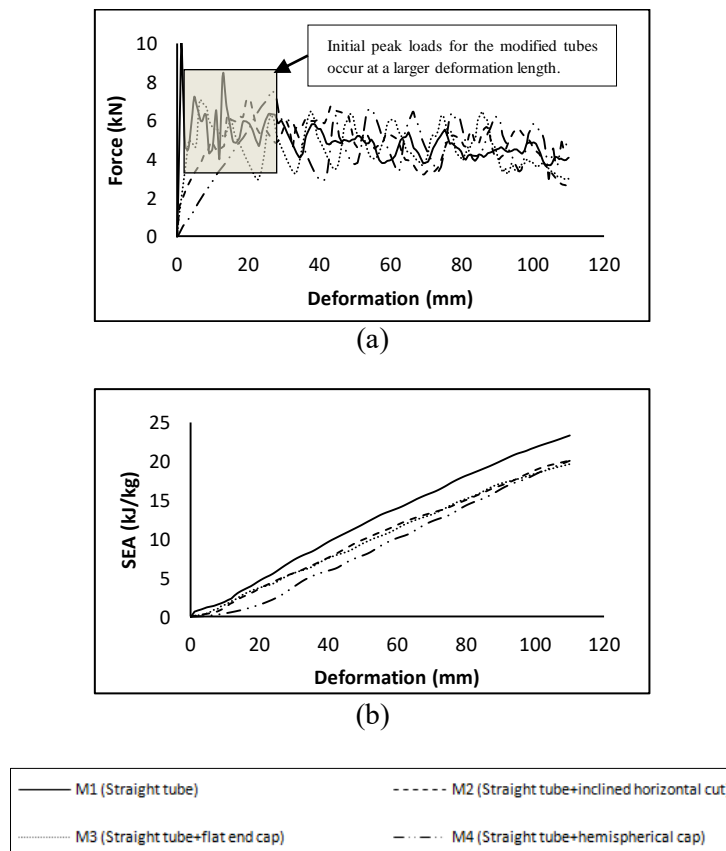 10
8
6
4
2
0
Force (kN)
Initial peak loads for the modified tubes
occur at a larger deformation length.
0 20 40 60 80 100 120
Deformation (mm)
(a)
25
20
15
10
5
0
SEA (kJ/kg)
0 20 40 60 80 100 120
Deformation (mm)
(b)
M1 (Straight tube) M2 (Straight tube+inclined horizontal cut
M3 (Straight tube+flat end cap) M4 (Straight tube+hemispherical cap)